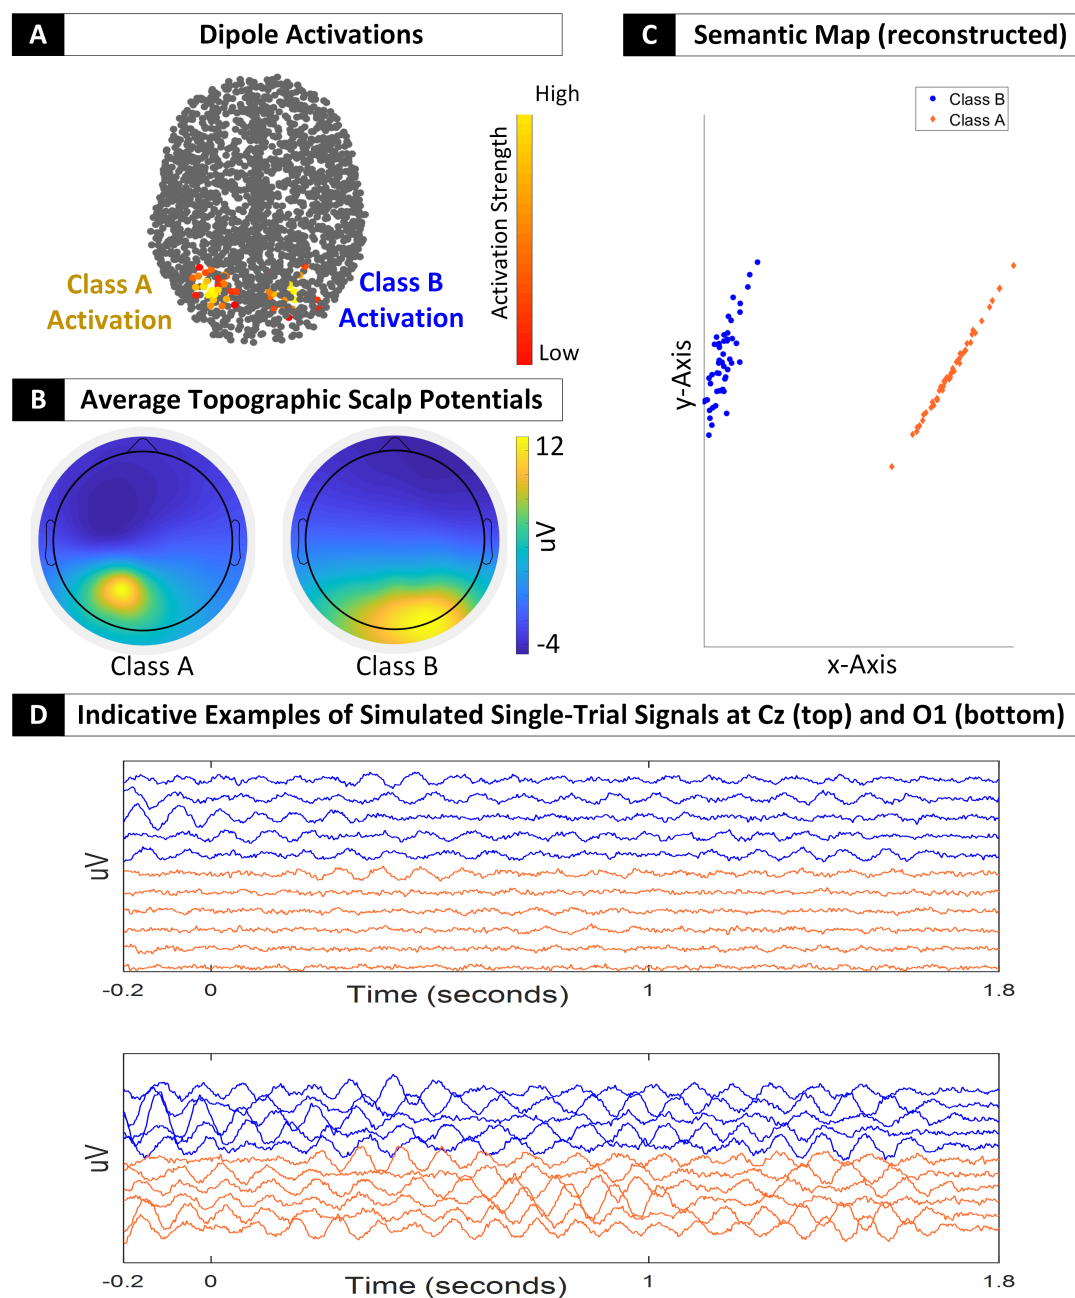 A
Dipole Activations
High
Activation Strength
Low
Class A
Activation
Class B
Activation
B
Average Topographic Scalp Potentials
12
uV
-4
Class A
Class B
C
Semantic Map (reconstructed)
Class B
Class A
y-Axis
x-Axis
D
Indicative Examples of Simulated Single-Trial Signals at Cz (top) and O1 (bottom)
uV
-0.2 0 Time (seconds) 1 1.8
uV
-0.2 0 Time (seconds) 1 1.8